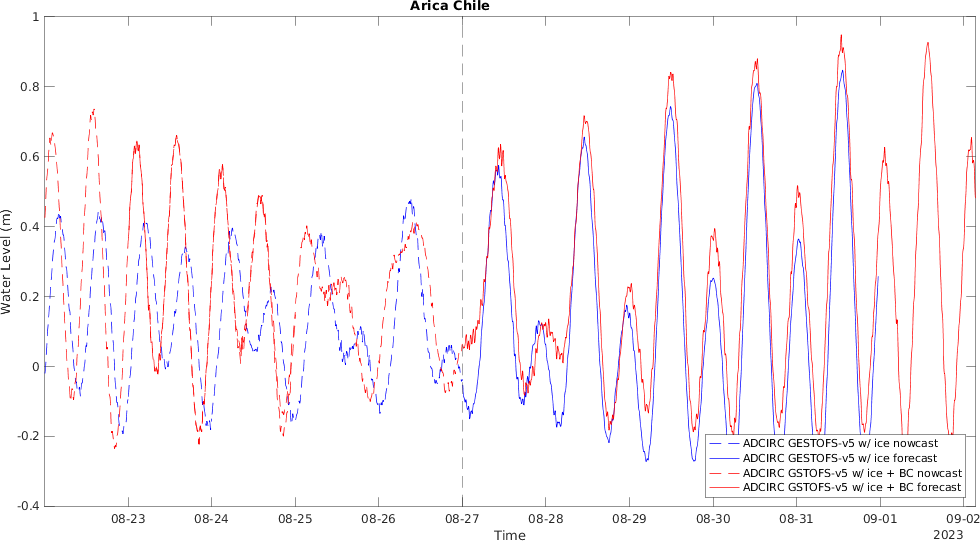 Arica Chile
1
0.8
0.6
0.4
0.2
0
-0.2
-0.4
Water Level (m)
ADCIRC GESTOFS-v5 w/ ice nowcast
ADCIRC GESTOFS-v5 w/ ice forecast
ADCIRC GSTOFS-v5 w/ ice + BC nowcast
ADCIRC GSTOFS-v5 w/ ice + BC forecast
08-23 08-24 08-25 08-26 08-27 08-28 08-29 08-30 08-31 09-01 09-02
Time
2023